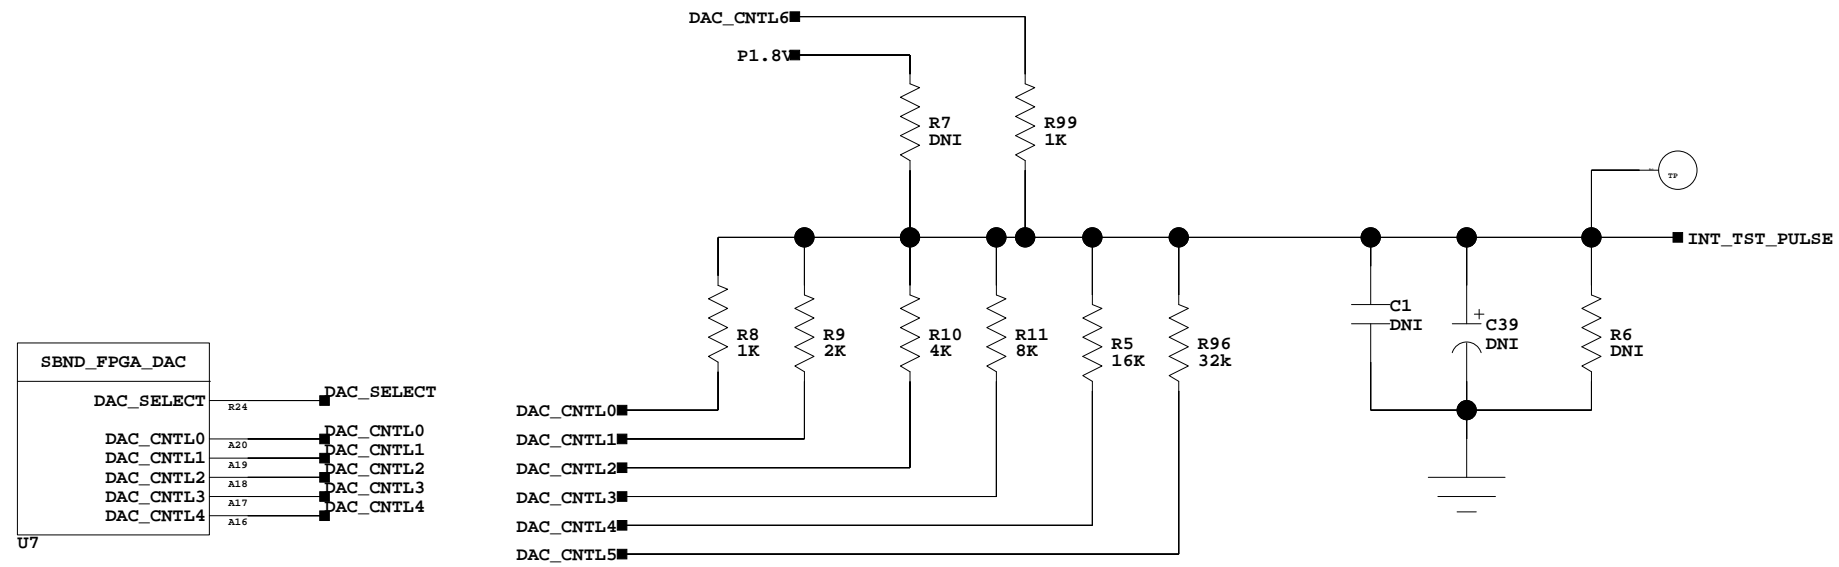 DAC_CNTL6
P1.8V
R7
DNI
R99
1K
TP
INT_TST_PULSE
R8
1K
R9
2K
R10
4K
R11
8K
R5
16K
R96
32k
C1
DNI
+
C39
DNI
R6
DNI
SBND_FPGA_DAC
DAC_SELECT
R24
DAC_SELECT
DAC_CNTL0
A20
DAC_CNTL0
DAC_CNTL1
A19
DAC_CNTL1
DAC_CNTL2
A18
DAC_CNTL2
DAC_CNTL3
A17
DAC_CNTL3
DAC_CNTL4
A16
DAC_CNTL4
U7
DAC_CNTL0
DAC_CNTL1
DAC_CNTL2
DAC_CNTL3
DAC_CNTL4
DAC_CNTL5